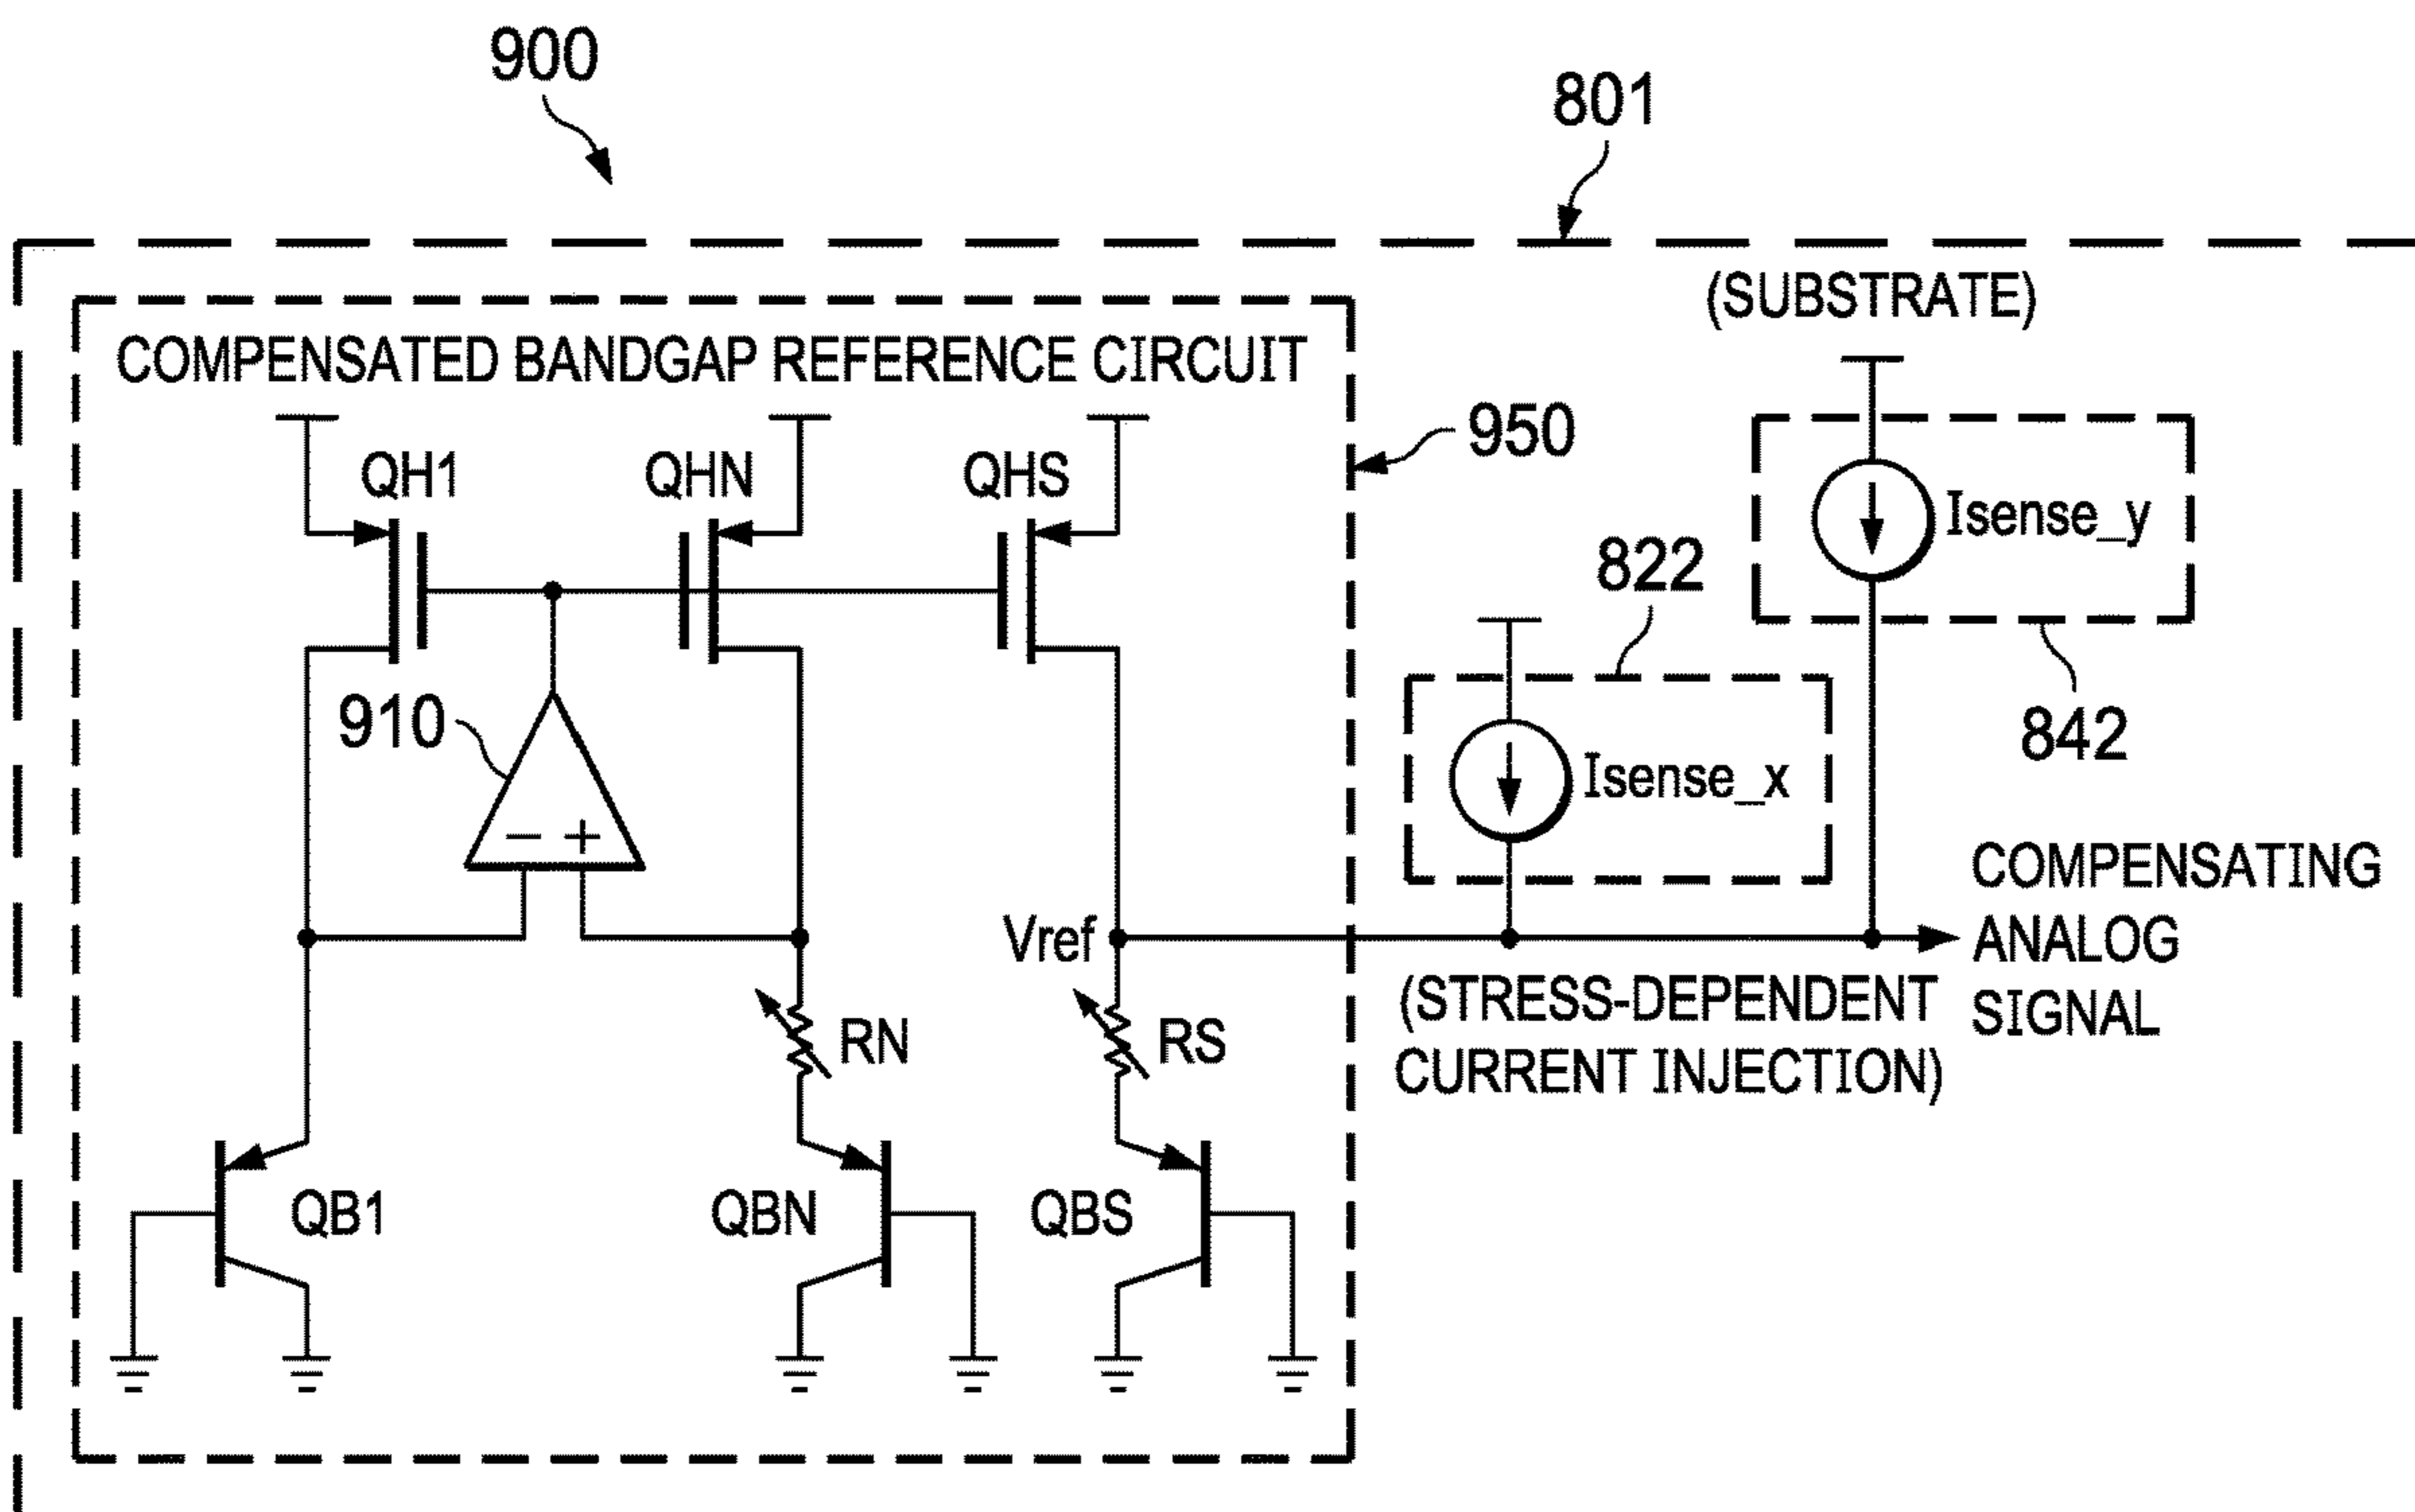 900
801
(SUBSTRATE)
COMPENSATED BANDGAP REFERENCE CIRCUIT
950
QH1
QHN
QHS
Isense_y
822
842
910
Isense_x
− +
Vref
COMPENSATING
ANALOG
SIGNAL
(STRESS-DEPENDENT
CURRENT INJECTION)
RN
RS
QB1
QBN
QBS